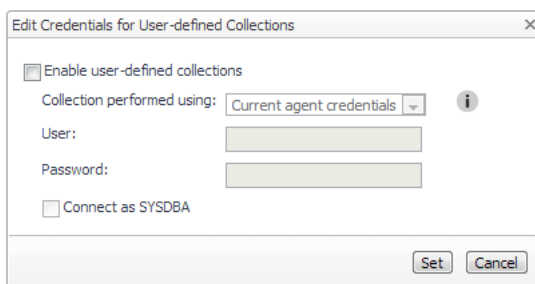 Edit Credentials for User-defined Collections
Enable user-defined collections
Collection performed using: Current agent credentials
User:
Password:
Connect as SYSDBA
Set Cancel